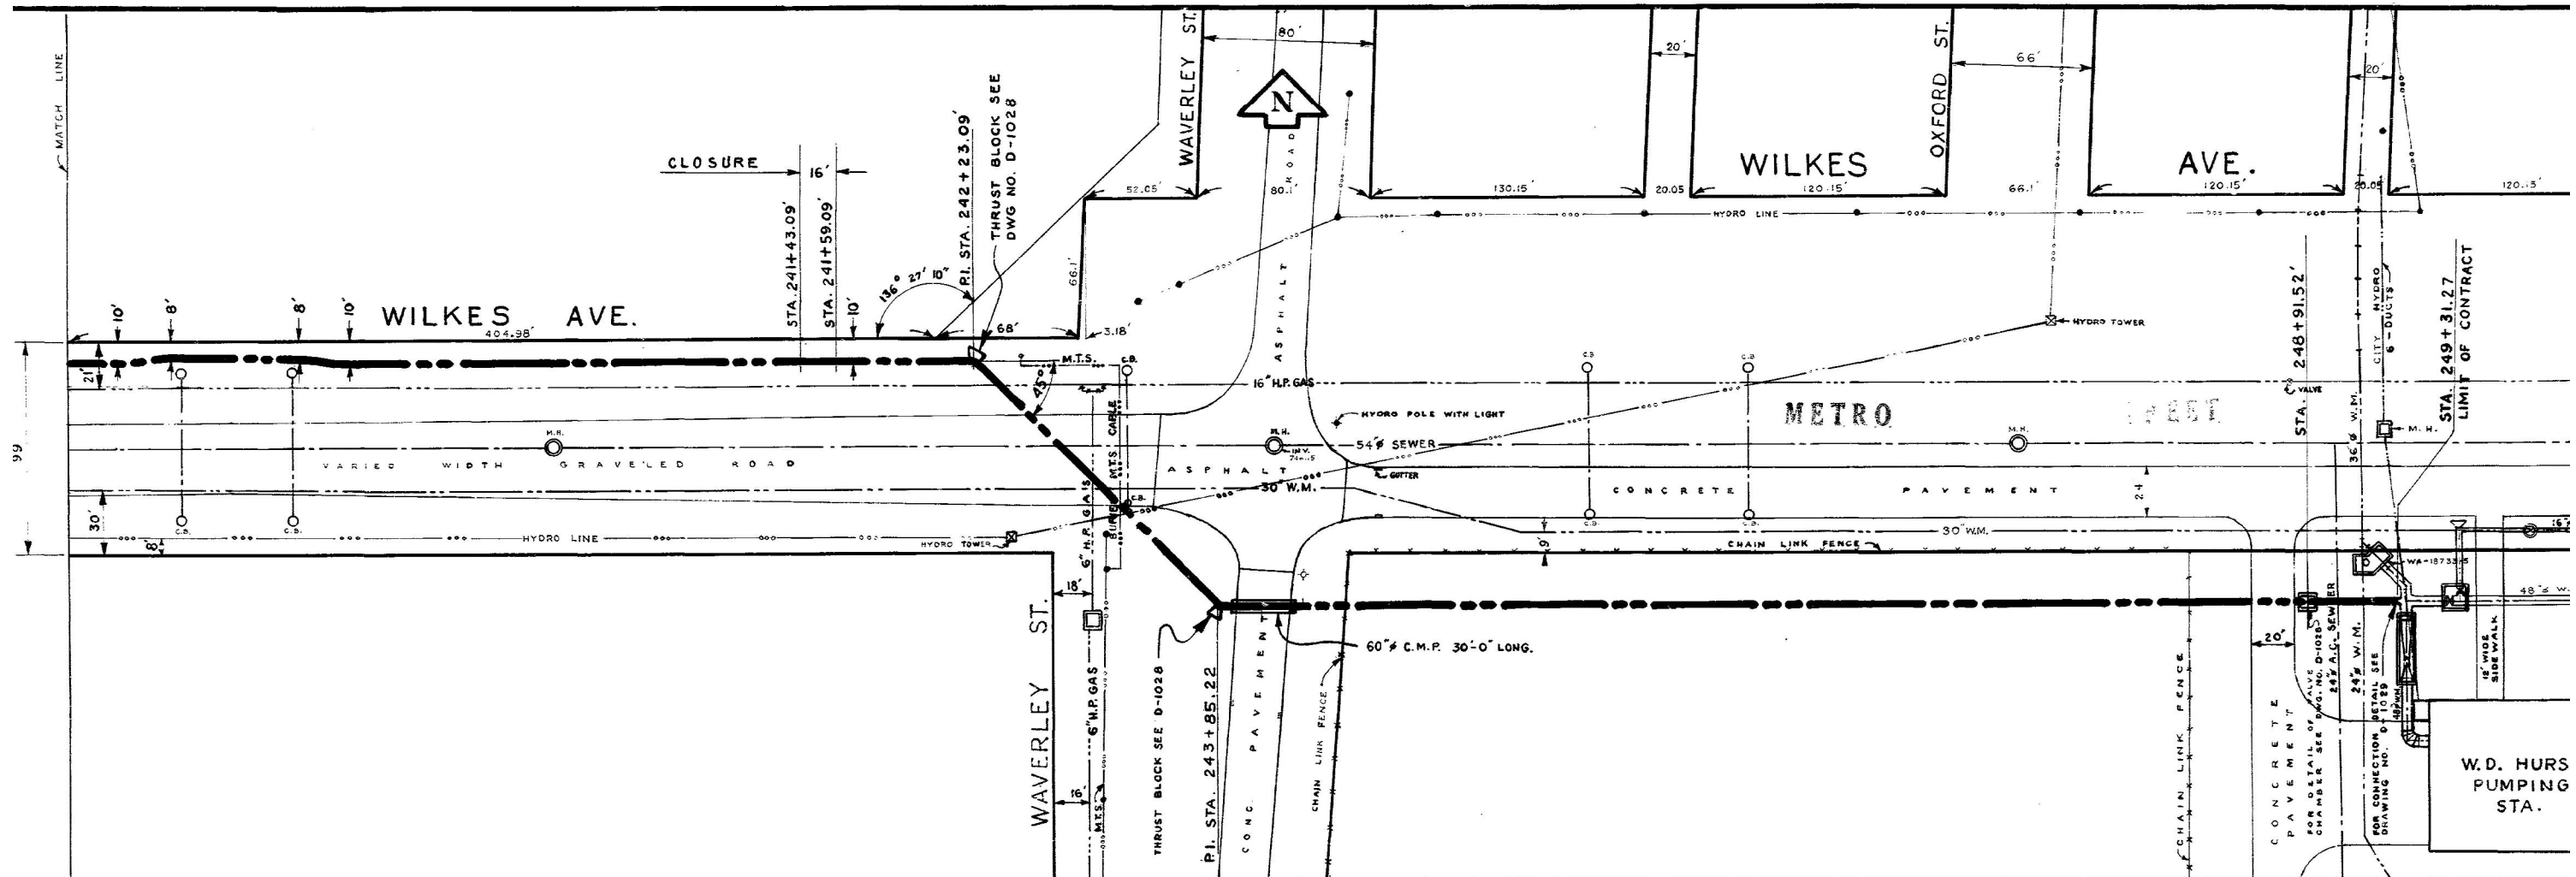 MATCH LINE
CLOSURE
16'
STA. 241+43.09'
STA. 241+59.09'
P.I. STA. 242+23.09'
THRUST BLOCK SEE
DWG NO. D-1028
136° 27' 10"
WAVERLEY ST.
80'
N
20'
OXFORD ST.
66'
20'
WILKES AVE.
52.05'
80.1'
130.15'
20.05
120.15'
66.1'
120.15'
20.05
120.15'
HYDRO LINE
ASPHALT ROAD
66.1'
10'
8'
8'
10'
WILKES AVE.
404.98'
10'
68'
3.18'
HYDRO TOWER
CITY HYDRO
6 - DUCTS
STA. 248+91.52'
STA. 249+31.27
LIMIT OF CONTRACT
99
21'
45°
M.T.S.
C.B.
16" H.P. GAS
C.B.
C.B.
VALVE
HYDRO POLE WITH LIGHT
METRO
36"ø W.M.
M.H.
M.H.
M.H.
INV.
54"ø SEWER
M.H.
VARIED WIDTH GRAVELED ROAD
BURIED M.T.S. CABLE
ASPHALT
GUTTER
30" W.M.
CONCRETE PAVEMENT
24
30'
8'
C.B.
C.B.
C.B.
C.B.
C.B.
HYDRO LINE
HYDRO TOWER
6" H.P. GAS
9'
CHAIN LINK FENCE
30" W.M.
16"
48"ø W.
18'
WAVERLEY ST.
6" H.P. GAS
16'
M.T.S.
THRUST BLOCK SEE D-1028
P.I. STA. 243+85.22
CONC. PAVEMENT
60"ø C.M.P. 30'-0" LONG.
CHAIN LINK FENCE
CHAIN LINK FENCE
20'
CONCRETE PAVEMENT
FOR DETAIL OF VALVE
CHAMBER SEE DWG. NO. D-1028
24"ø A.C. SEWER
24"ø W.M.
FOR CONNECTION DETAIL SEE
DRAWING NO. D-1029
12' WIDE
SIDEWALK
W.D. HURS
PUMPING
STA.